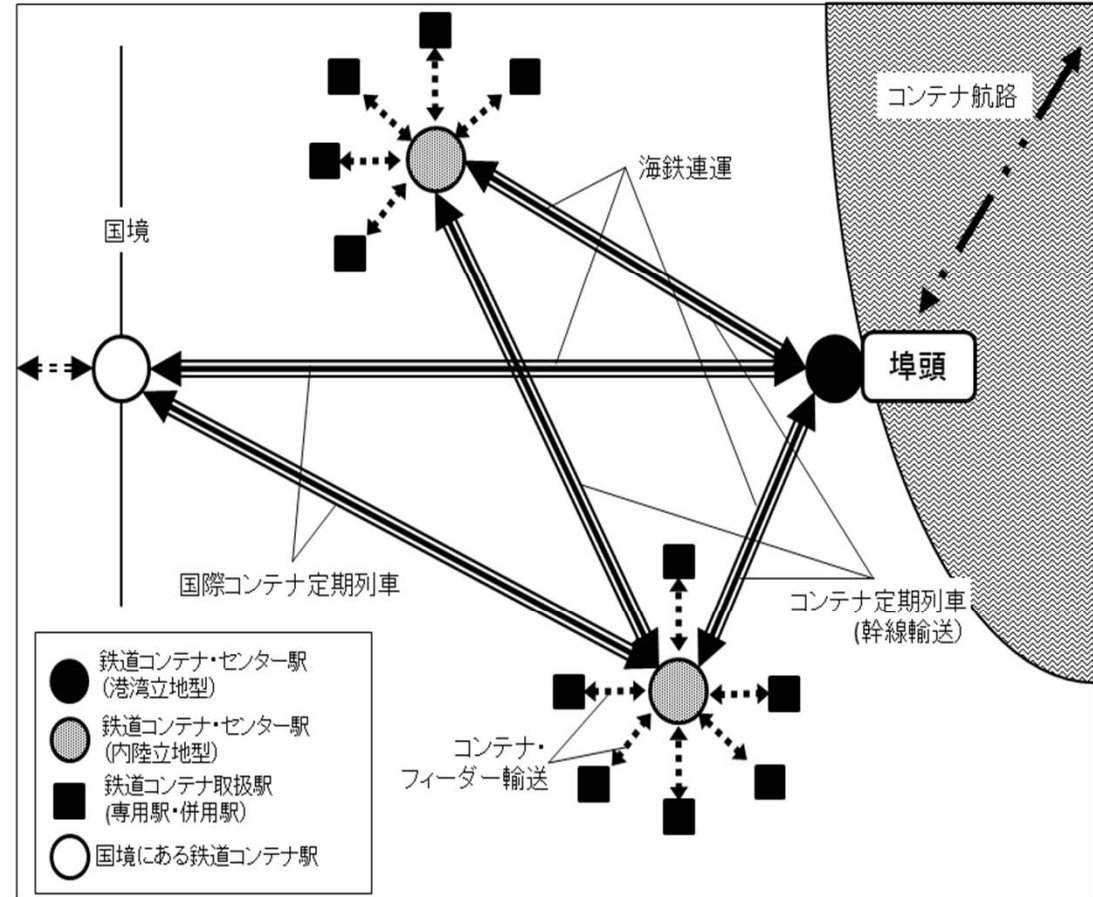 コンテナ航路
海鉄連運
国境
埠頭
国際コンテナ定期列車
コンテナ定期列車
(幹線輸送)
コンテナ・
フィーダー輸送
鉄道コンテナ・センター駅
(港湾立地型)
鉄道コンテナ・センター駅
(内陸立地型)
鉄道コンテナ取扱駅
(専用駅・併用駅)
国境にある鉄道コンテナ駅